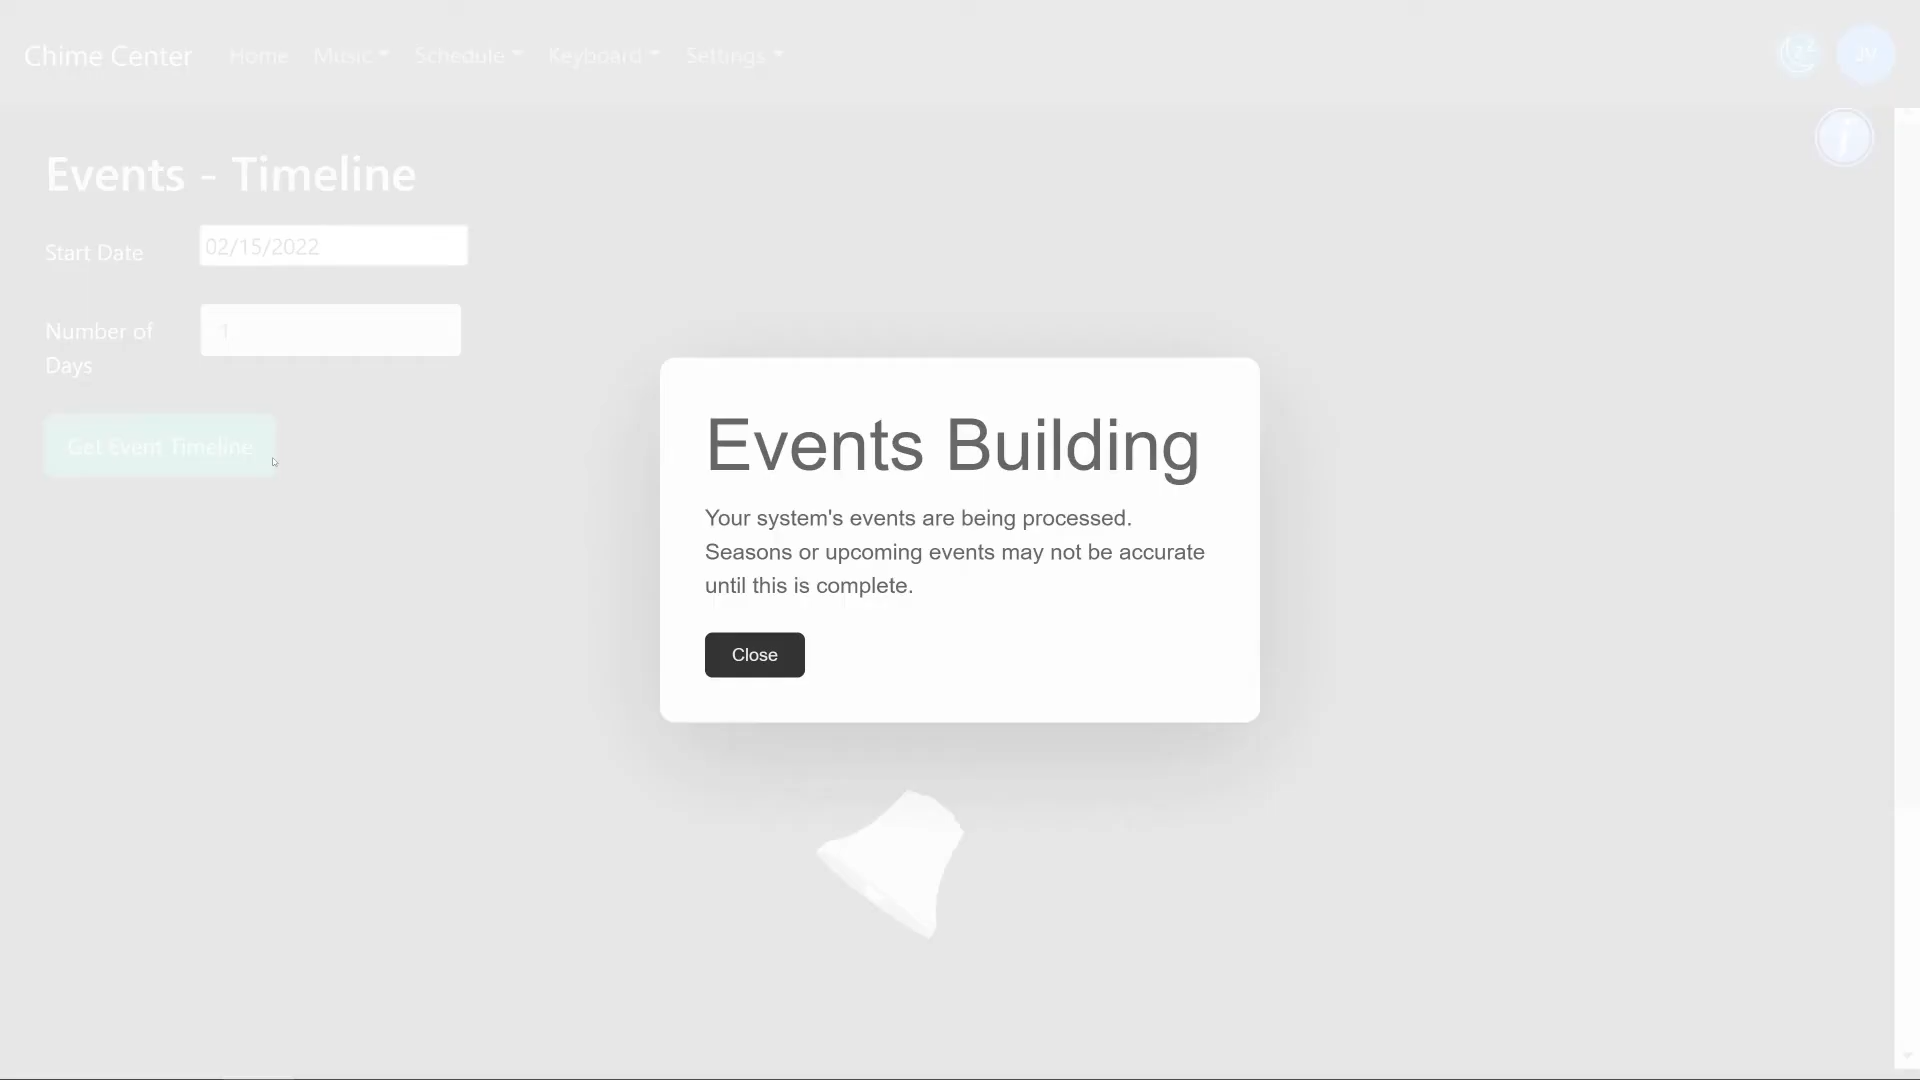 Chime Center Home Music Schedule Keyboard Settings JV
Events - Timeline
Start Date 02/15/2022
Number of Days 1
Get Event Timeline
Events Building
Your system's events are being processed.
Seasons or upcoming events may not be accurate
until this is complete.
Close